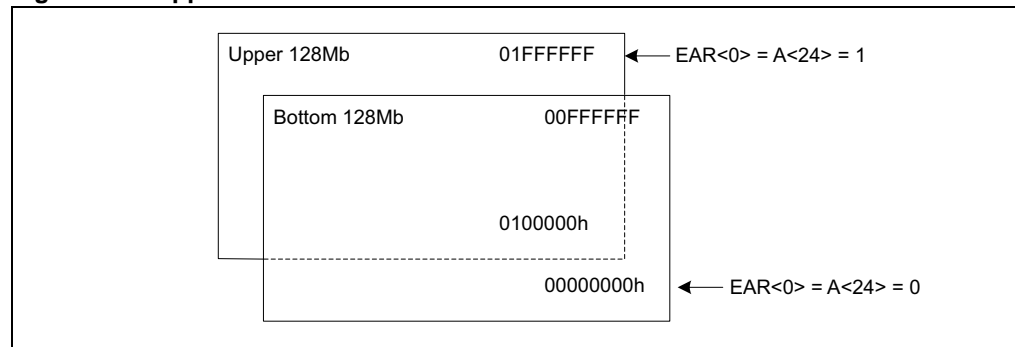 Upper 128Mb 01FFFFFF EAR<0> = A<24> = 1
Bottom 128Mb 00FFFFFF
0100000h
00000000h EAR<0> = A<24> = 0